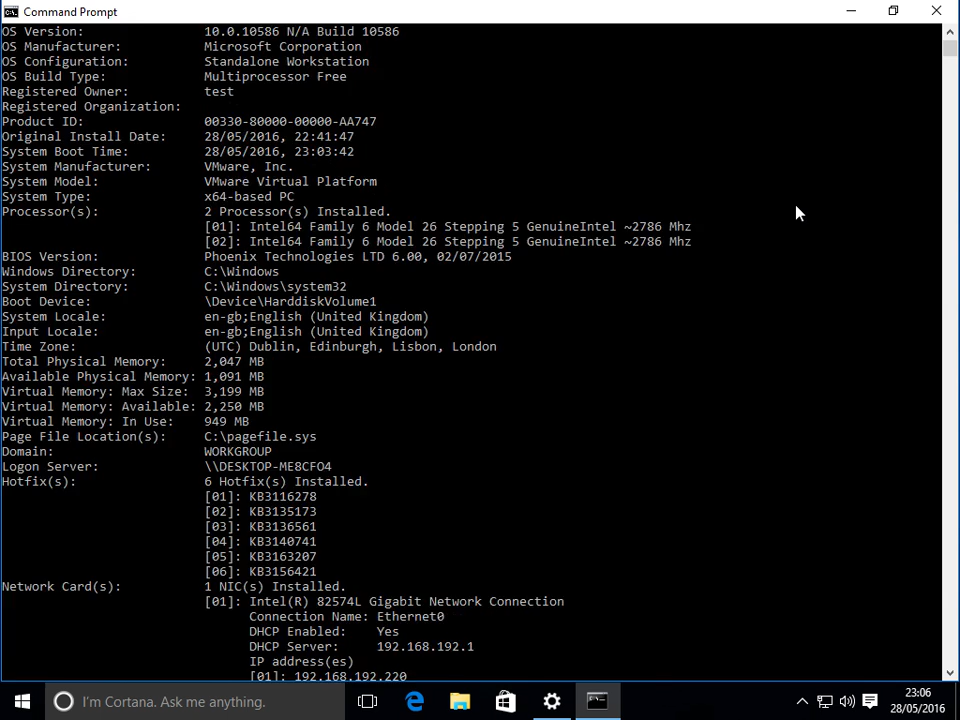 Command Prompt
OS Version: 10.0.10586 N/A Build 10586
OS Manufacturer: Microsoft Corporation
OS Configuration: Standalone Workstation
OS Build Type: Multiprocessor Free
Registered Owner: test
Registered Organization:
Product ID: 00330-80000-00000-AA747
Original Install Date: 28/05/2016, 22:41:47
System Boot Time: 28/05/2016, 23:03:42
System Manufacturer: VMware, Inc.
System Model: VMware Virtual Platform
System Type: x64-based PC
Processor(s): 2 Processor(s) Installed.
[01]: Intel64 Family 6 Model 26 Stepping 5 GenuineIntel ~2786 Mhz
[02]: Intel64 Family 6 Model 26 Stepping 5 GenuineIntel ~2786 Mhz
BIOS Version: Phoenix Technologies LTD 6.00, 02/07/2015
Windows Directory: C:\Windows
System Directory: C:\Windows\system32
Boot Device: \Device\HarddiskVolume1
System Locale: en-gb;English (United Kingdom)
Input Locale: en-gb;English (United Kingdom)
Time Zone: (UTC) Dublin, Edinburgh, Lisbon, London
Total Physical Memory: 2,047 MB
Available Physical Memory: 1,091 MB
Virtual Memory: Max Size: 3,199 MB
Virtual Memory: Available: 2,250 MB
Virtual Memory: In Use: 949 MB
Page File Location(s): C:\pagefile.sys
Domain: WORKGROUP
Logon Server: \\DESKTOP-ME8CFO4
Hotfix(s): 6 Hotfix(s) Installed.
[01]: KB3116278
[02]: KB3135173
[03]: KB3136561
[04]: KB3140741
[05]: KB3163207
[06]: KB3156421
Network Card(s): 1 NIC(s) Installed.
[01]: Intel(R) 82574L Gigabit Network Connection
Connection Name: Ethernet0
DHCP Enabled: Yes
DHCP Server: 192.168.192.1
IP address(es)
[01]: 192.168.192.220
I'm Cortana. Ask me anything.
23:06
28/05/2016